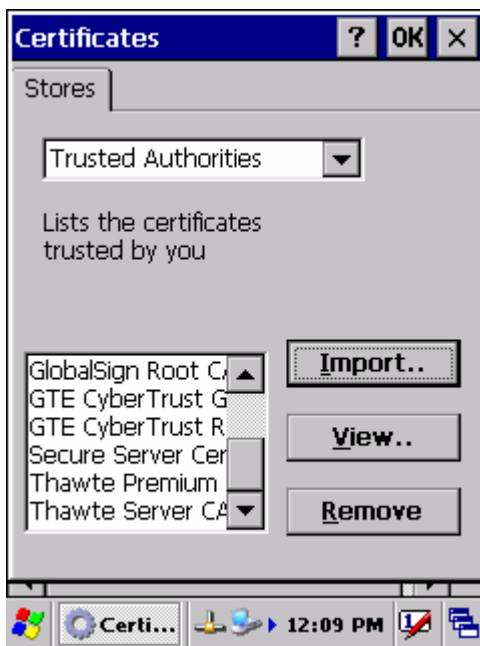 Certificates ? OK ×
Stores
Trusted Authorities
Lists the certificates
trusted by you
GlobalSign Root CA
GTE CyberTrust G
GTE CyberTrust R
Secure Server Cer
Thawte Premium
Thawte Server CA
Import..
View..
Remove
Certi... 12:09 PM